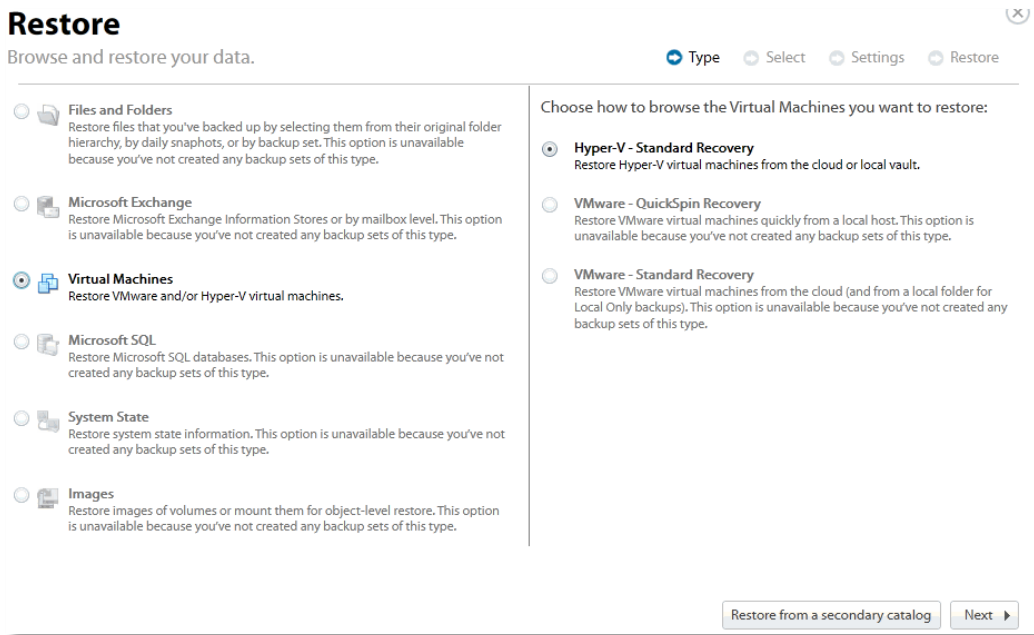 Restore
Browse and restore your data.
Type
Select
Settings
Restore
Files and Folders
Restore files that you've backed up by selecting them from their original folder
hierarchy, by daily snaphots, or by backup set. This option is unavailable
because you've not created any backup sets of this type.
Microsoft Exchange
Restore Microsoft Exchange Information Stores or by mailbox level. This option
is unavailable because you've not created any backup sets of this type.
Virtual Machines
Restore VMware and/or Hyper-V virtual machines.
Microsoft SQL
Restore Microsoft SQL databases. This option is unavailable because you've not
created any backup sets of this type.
System State
Restore system state information. This option is unavailable because you've not
created any backup sets of this type.
Images
Restore images of volumes or mount them for object-level restore. This option
is unavailable because you've not created any backup sets of this type.
Choose how to browse the Virtual Machines you want to restore:
Hyper-V - Standard Recovery
Restore Hyper-V virtual machines from the cloud or local vault.
VMware - QuickSpin Recovery
Restore VMware virtual machines quickly from a local host. This option is
unavailable because you've not created any backup sets of this type.
VMware - Standard Recovery
Restore VMware virtual machines from the cloud (and from a local folder for
Local Only backups). This option is unavailable because you've not created any
backup sets of this type.
Restore from a secondary catalog
Next